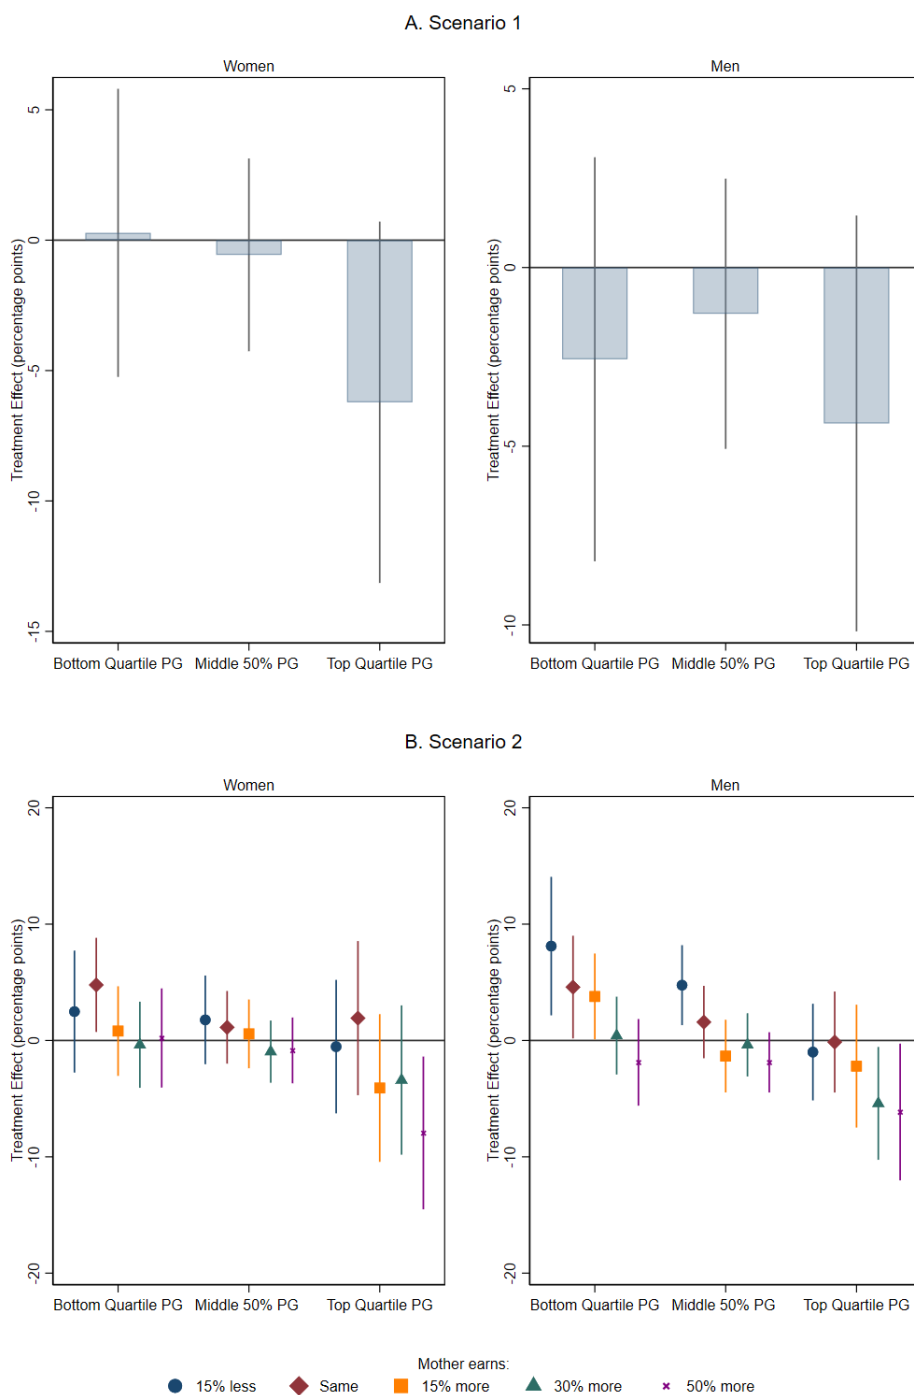 A. Scenario 1
Women
Men
Treatment Effect (percentage points)
5
0
-5
-10
-15
Bottom Quartile PG
Middle 50% PG
Top Quartile PG
Treatment Effect (percentage points)
5
0
-5
-10
Bottom Quartile PG
Middle 50% PG
Top Quartile PG
B. Scenario 2
Women
Men
Treatment Effect (percentage points)
20
10
0
-10
-20
Bottom Quartile PG
Middle 50% PG
Top Quartile PG
Treatment Effect (percentage points)
20
10
0
-10
-20
Bottom Quartile PG
Middle 50% PG
Top Quartile PG
Mother earns:
15% less
Same
15% more
30% more
50% more